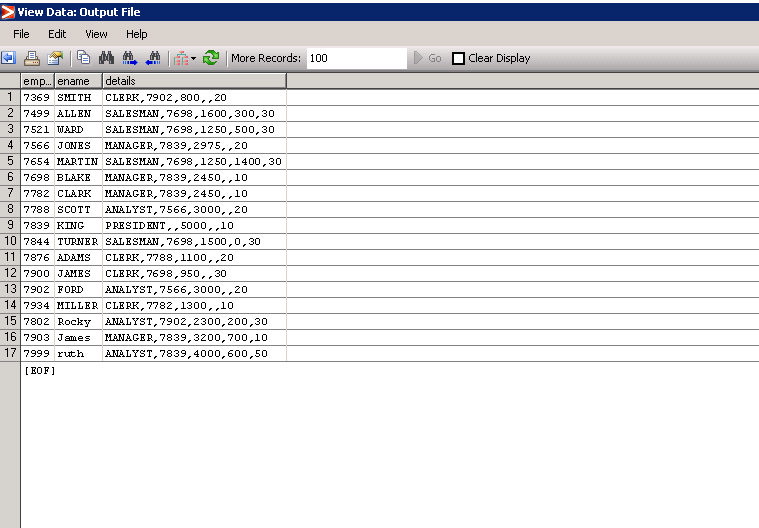 View Data: Output File
File Edit View Help
More Records: 100 Go Clear Display
emp... ename details
1 7369 SMITH CLERK,7902,800,,20
2 7499 ALLEN SALESMAN,7698,1600,300,30
3 7521 WARD SALESMAN,7698,1250,500,30
4 7566 JONES MANAGER,7839,2975,,20
5 7654 MARTIN SALESMAN,7698,1250,1400,30
6 7698 BLAKE MANAGER,7839,2450,,10
7 7782 CLARK MANAGER,7839,2450,,10
8 7788 SCOTT ANALYST,7566,3000,,20
9 7839 KING PRESIDENT,,5000,,10
10 7844 TURNER SALESMAN,7698,1500,0,30
11 7876 ADAMS CLERK,7788,1100,,20
12 7900 JAMES CLERK,7698,950,,30
13 7902 FORD ANALYST,7566,3000,,20
14 7934 MILLER CLERK,7782,1300,,10
15 7802 Rocky ANALYST,7902,2300,200,30
16 7903 James MANAGER,7839,3200,700,10
17 7999 ruth ANALYST,7839,4000,600,50
[EOF]